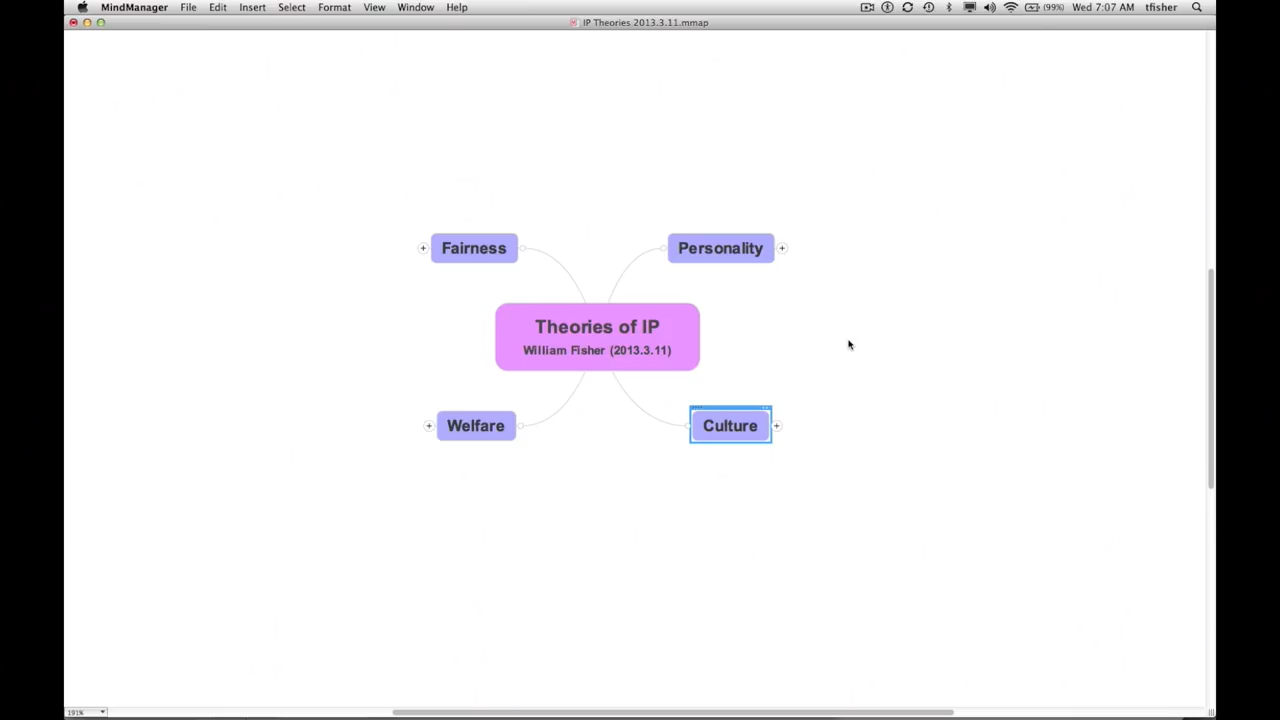 MindManager File Edit Insert Select Format View Window Help (99%) Wed 7:07 AM tfisher
IP Theories 2013.3.11.mmap
Fairness
Personality
Theories of IP
William Fisher (2013.3.11)
Welfare
Culture
191%